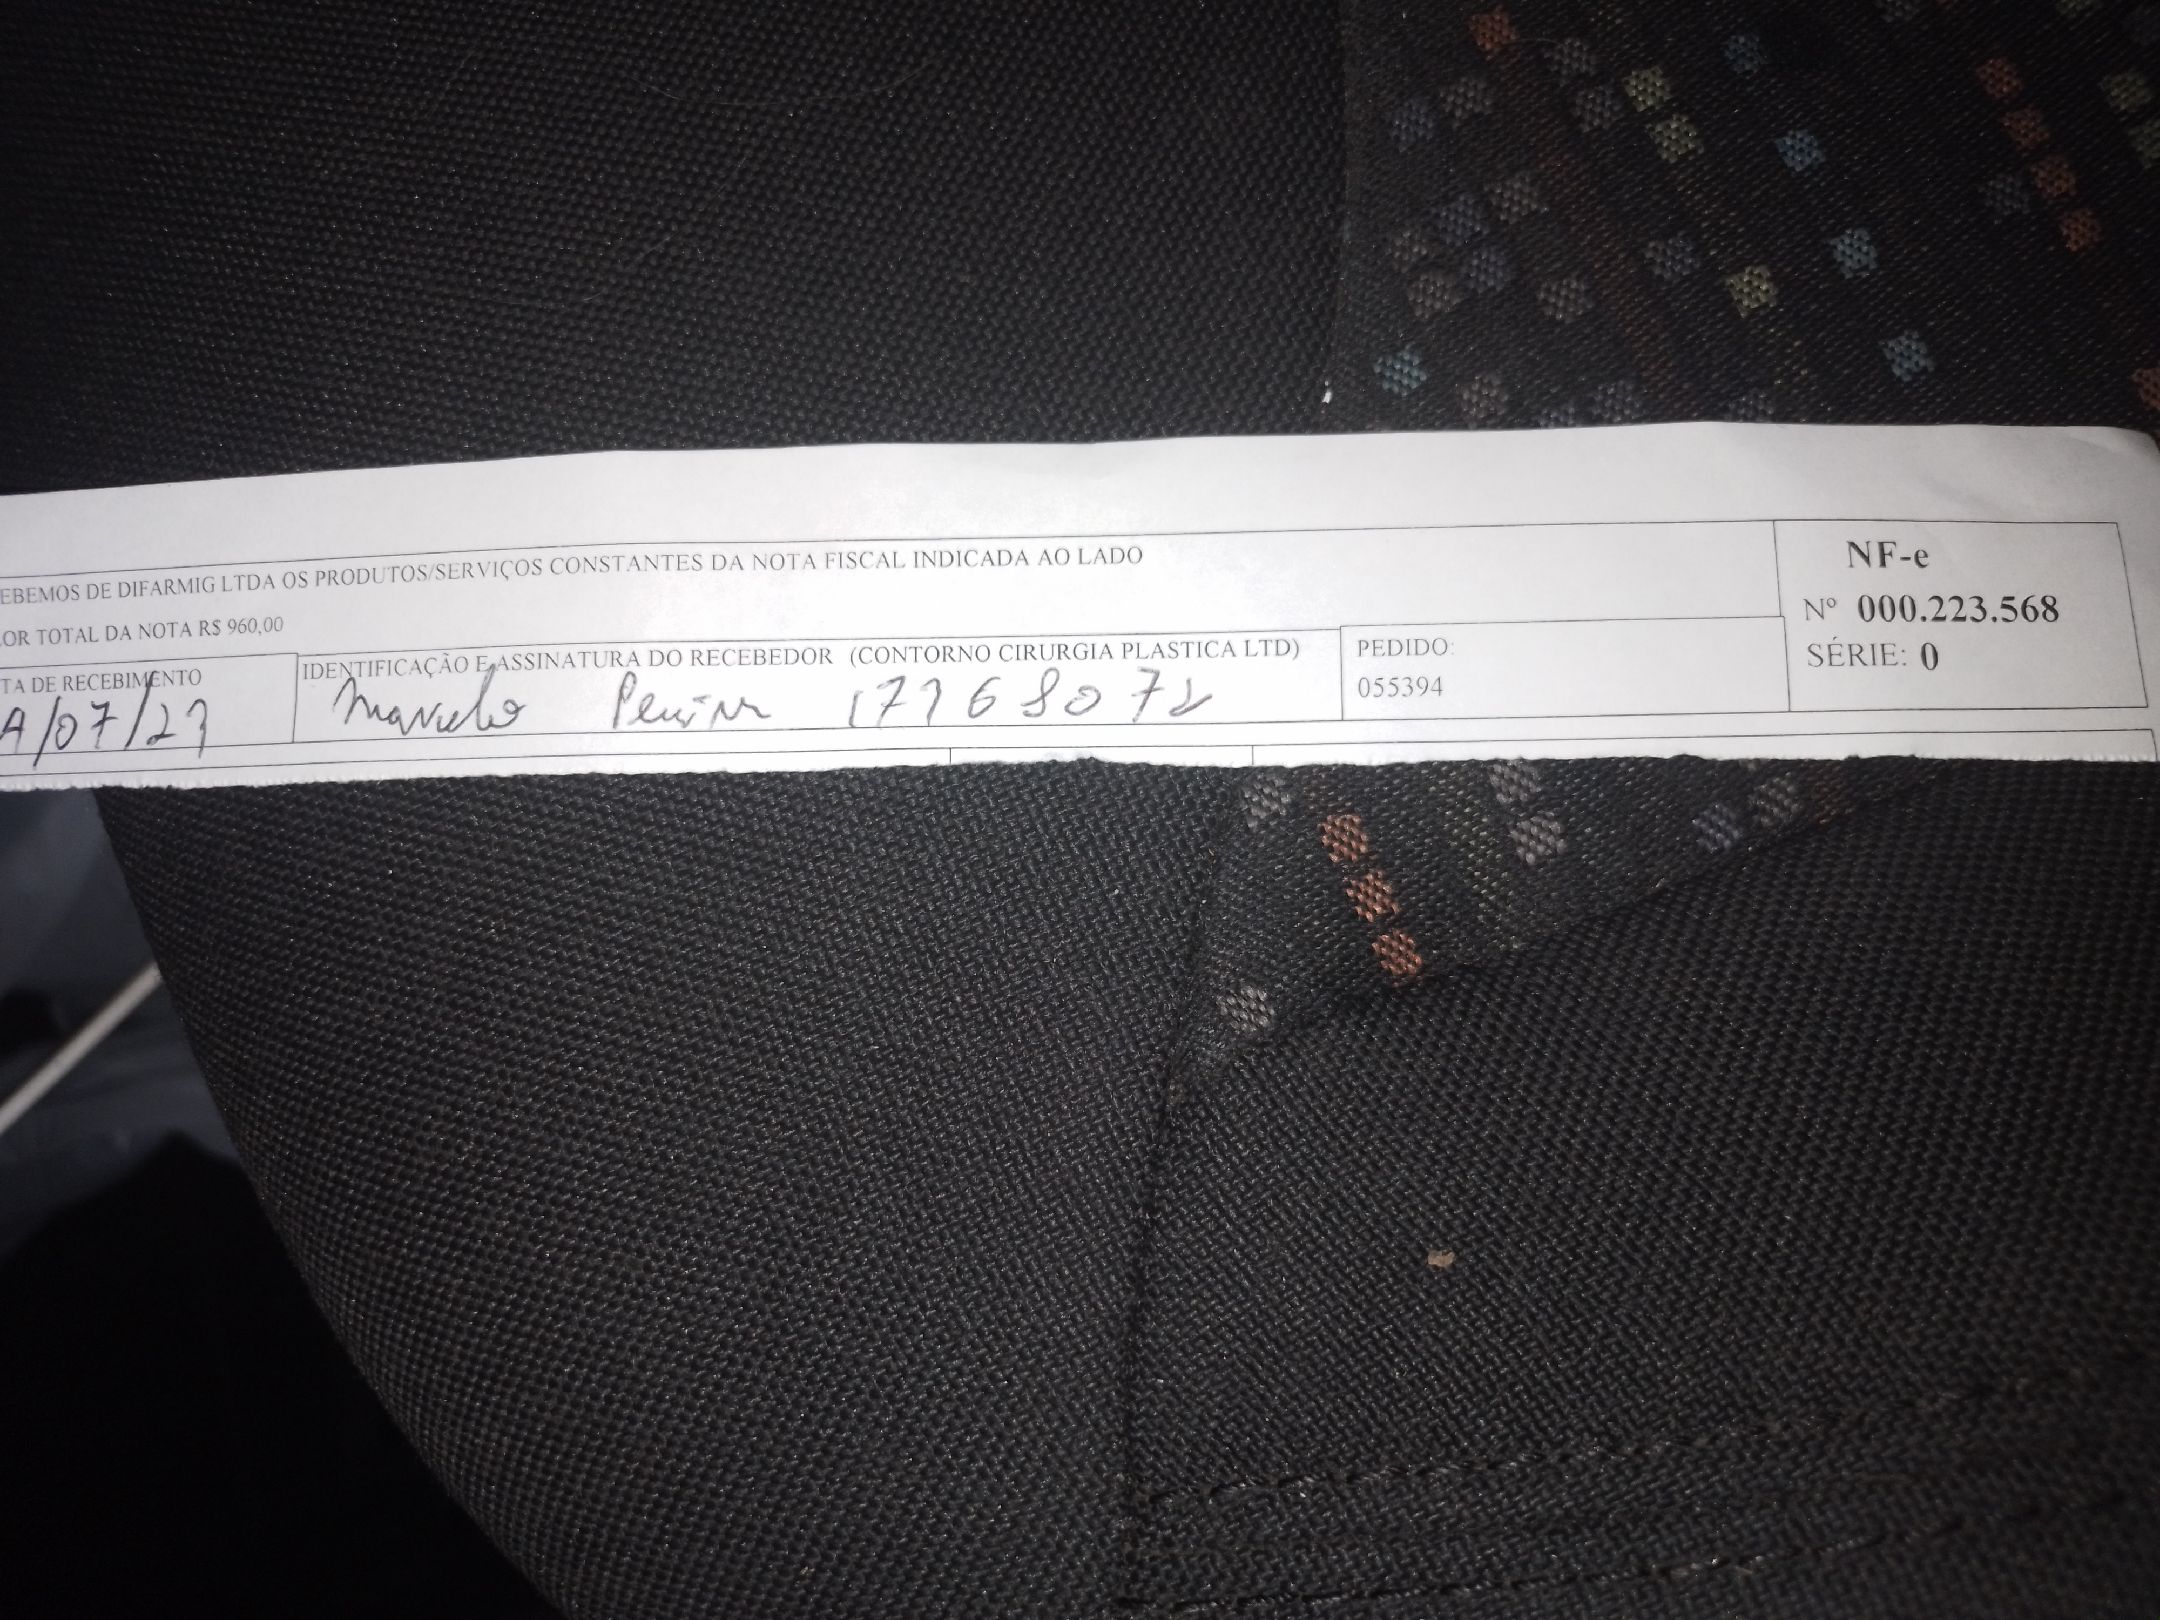 EBEMOS DE DIFARMIG LTDA OS PRODUTOS/SERVIÇOS CONSTANTES DA NOTA FISCAL INDICADA AO LADO
OR TOTAL DA NOTA R$ 960,00
TA DE RECEBIMENTO
/07/23
IDENTIFICAÇÃO E ASSINATURA DO RECEBEDOR (CONTORNO CIRURGIA PLASTICA LTD)
PEDIDO:
055394
NF-e
Nº 000.223.568
SÉRIE: 0